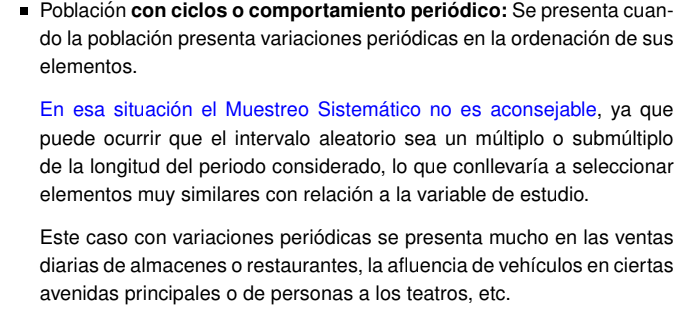 ▪ Población con ciclos o comportamiento periódico: Se presenta cuan-
do la población presenta variaciones periódicas en la ordenación de sus
elementos.
En esa situación el Muestreo Sistemático no es aconsejable, ya que
puede ocurrir que el intervalo aleatorio sea un múltiplo o submúltiplo
de la longitud del periodo considerado, lo que conllevaría a seleccionar
elementos muy similares con relación a la variable de estudio.
Este caso con variaciones periódicas se presenta mucho en las ventas
diarias de almacenes o restaurantes, la afluencia de vehículos en ciertas
avenidas principales o de personas a los teatros, etc.